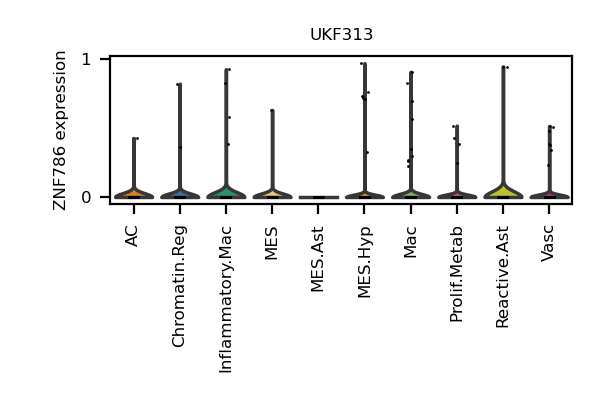 UKF313
ZNF786 expression
1
0
AC
Chromatin.Reg
Inflammatory.Mac
MES
MES.Ast
MES.Hyp
Mac
Prolif.Metab
Reactive.Ast
Vasc